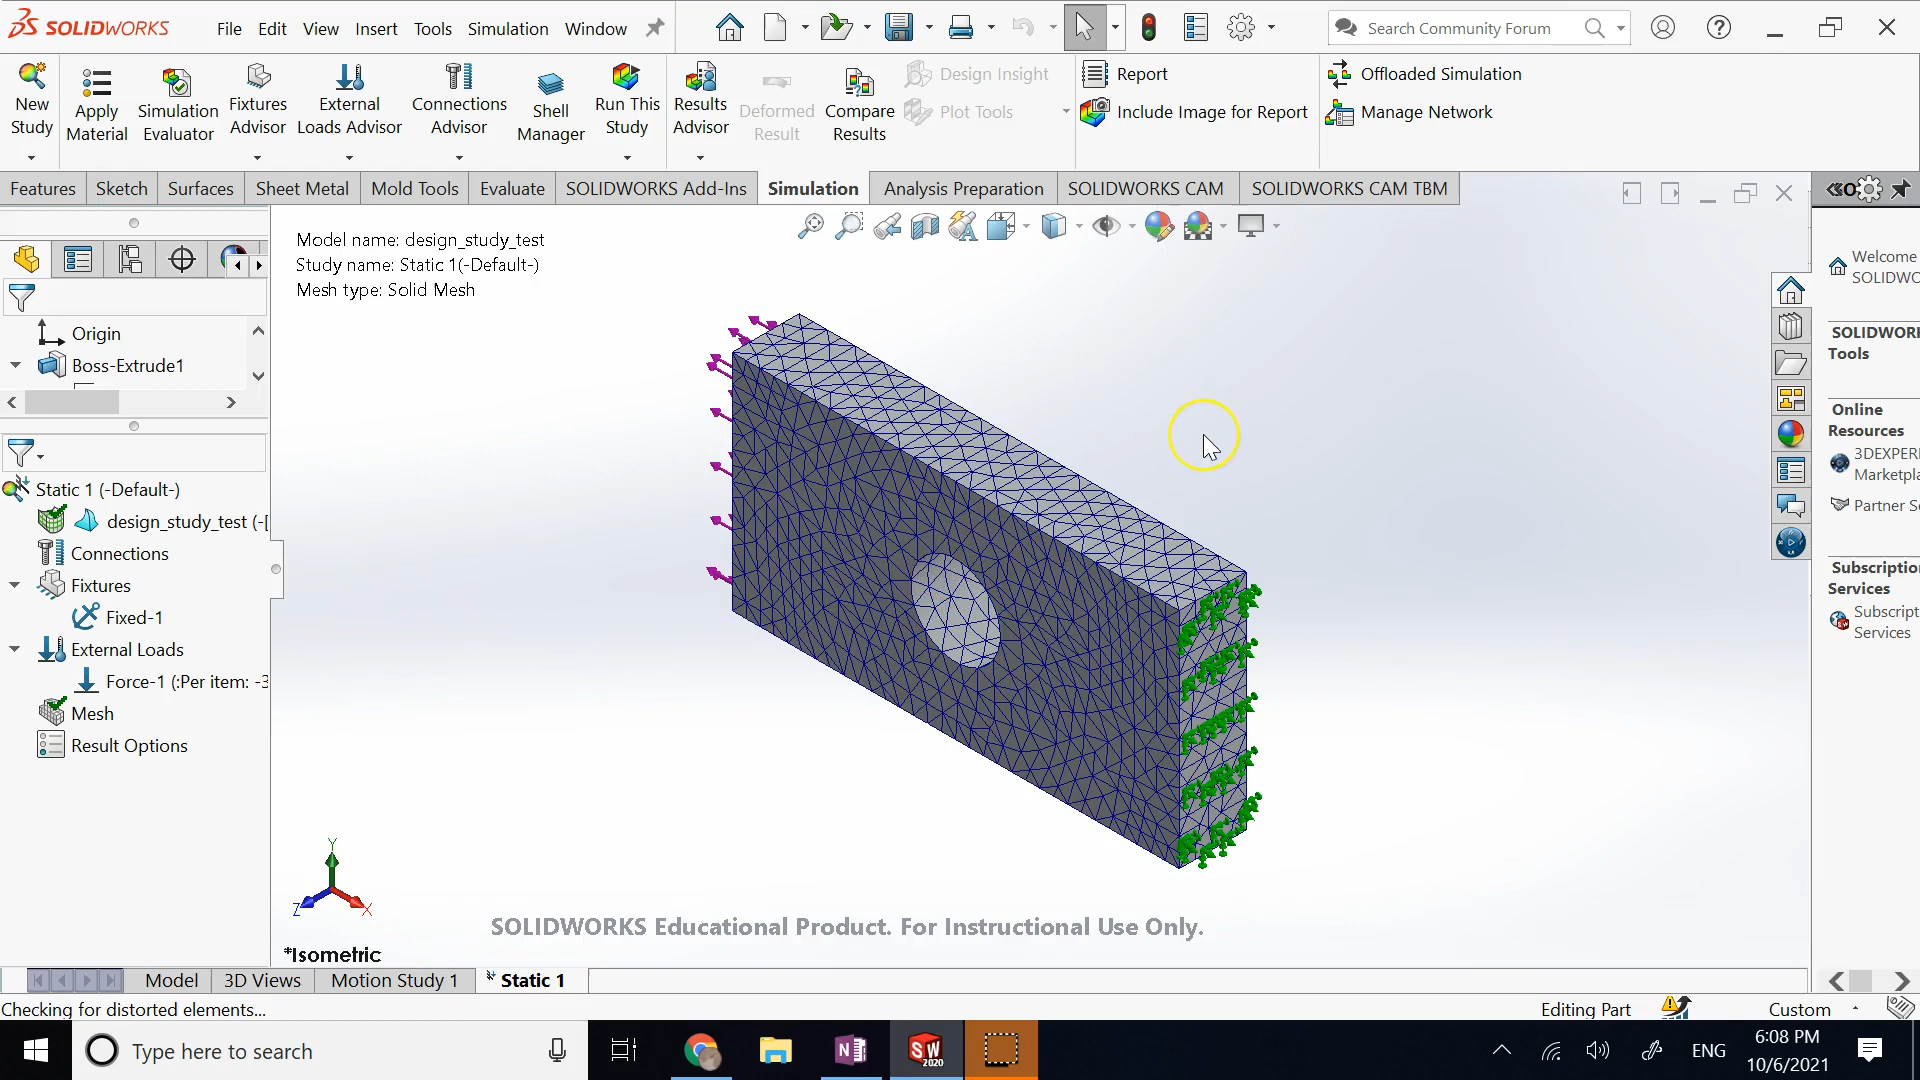 SOLIDWORKS
File Edit View Insert Tools Simulation Window
Search Community Forum
New Study
Apply Material
Simulation Evaluator
Fixtures Advisor
External Loads Advisor
Connections Advisor
Shell Manager
Run This Study
Results Advisor
Deformed Result
Compare Results
Design Insight
Plot Tools
Report
Include Image for Report
Offloaded Simulation
Manage Network
Features Sketch Surfaces Sheet Metal Mold Tools Evaluate SOLIDWORKS Add-Ins Simulation Analysis Preparation SOLIDWORKS CAM SOLIDWORKS CAM TBM
Model name: design_study_test
Study name: Static 1(-Default-)
Mesh type: Solid Mesh
Origin
Boss-Extrude1
Static 1 (-Default-)
design_study_test (-[
Connections
Fixtures
Fixed-1
External Loads
Force-1 (:Per item: -3
Mesh
Result Options
Welcome
SOLIDWO
SOLIDWORK
Tools
Online
Resources
3DEXPERI
Marketpla
Partner So
Subscriptio
Services
Subscript
Services
Y
Z
X
SOLIDWORKS Educational Product. For Instructional Use Only.
*Isometric
Model 3D Views Motion Study 1 Static 1
Checking for distorted elements...
Editing Part
Custom
Type here to search
SW
2020
ENG
6:08 PM
10/6/2021